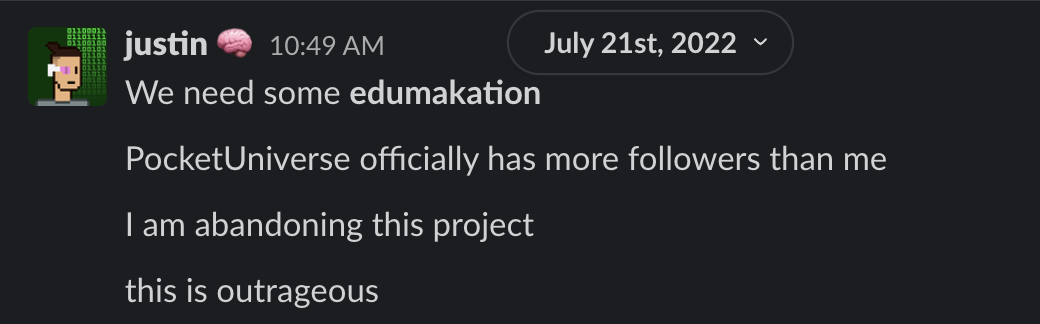 justin 🧠 10:49 AM July 21st, 2022
We need some edumakation
PocketUniverse officially has more followers than me
I am abandoning this project
this is outrageous